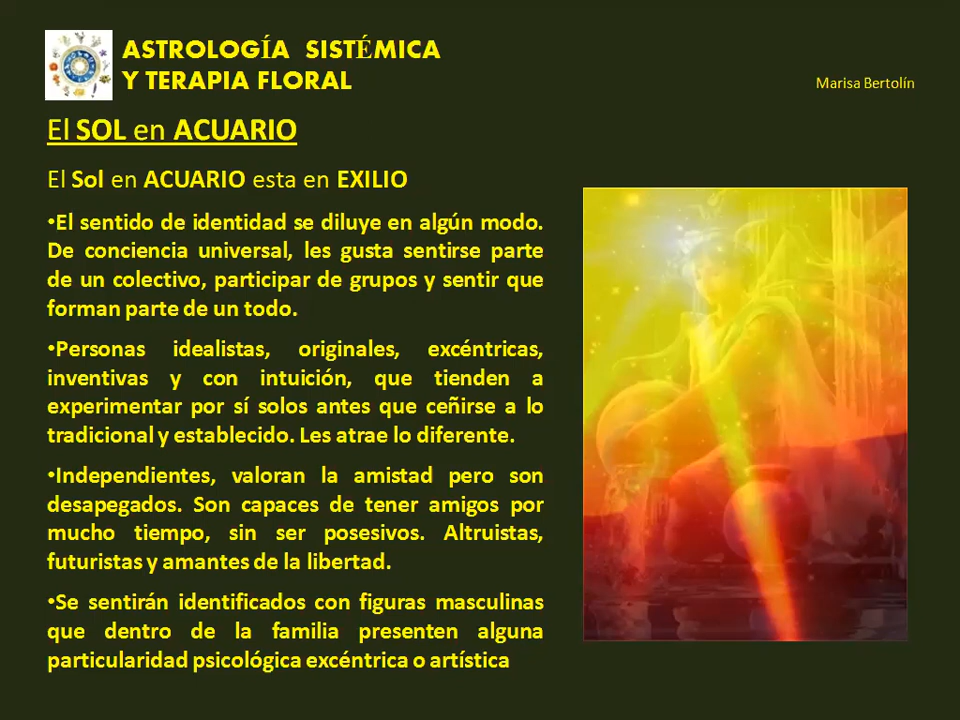 ASTROLOGÍA SISTÉMICA
Y TERAPIA FLORAL
Marisa Bertolín
El SOL en ACUARIO
El Sol en ACUARIO esta en EXILIO
•El sentido de identidad se diluye en algún modo.
De conciencia universal, les gusta sentirse parte
de un colectivo, participar de grupos y sentir que
forman parte de un todo.
•Personas idealistas, originales, excéntricas,
inventivas y con intuición, que tienden a
experimentar por sí solos antes que ceñirse a lo
tradicional y establecido. Les atrae lo diferente.
•Independientes, valoran la amistad pero son
desapegados. Son capaces de tener amigos por
mucho tiempo, sin ser posesivos. Altruistas,
futuristas y amantes de la libertad.
•Se sentirán identificados con figuras masculinas
que dentro de la familia presenten alguna
particularidad psicológica excéntrica o artística